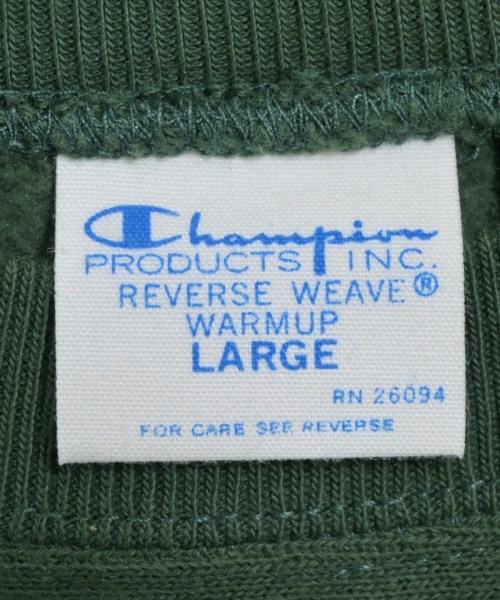 Champion
PRODUCTS INC.
REVERSE WEAVE®
WARMUP
LARGE
RN 26094
FOR CARE SEE REVERSE